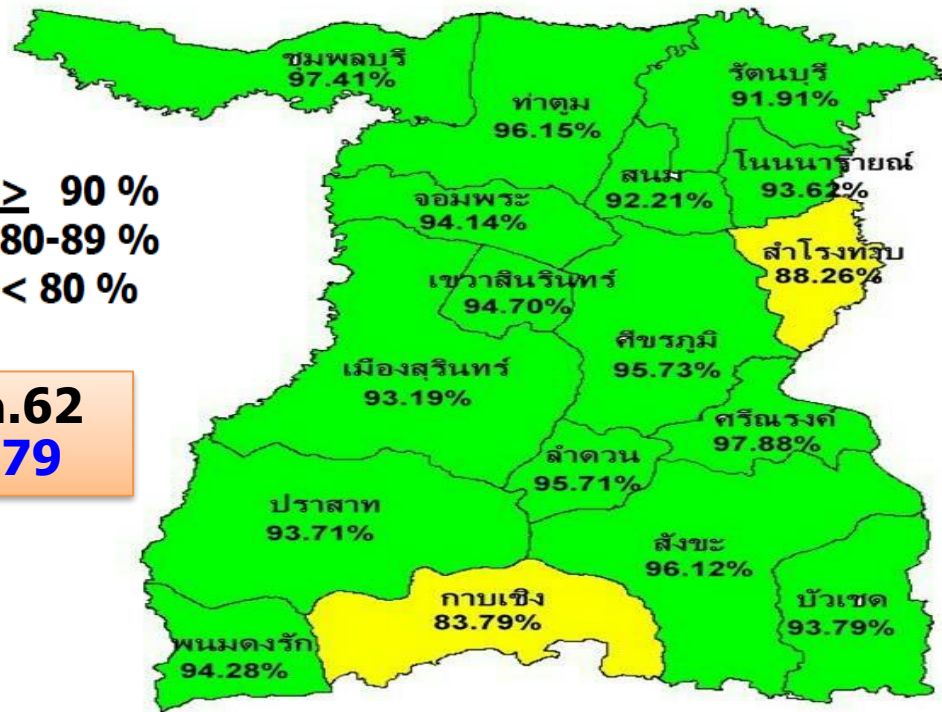 ชุมพลบุรี
97.41%
ท่าตูม
96.15%
รัตนบุรี
91.91%
สนม
92.21%
โนนนารายณ์
93.62%
≥ 90 %
80-89 %
< 80 %
จอมพระ
94.14%
สำโรงทาบ
88.26%
เขวาสินรินทร์
94.70%
ศีขรภูมิ
95.73%
เมืองสุรินทร์
93.19%
.62
79
ศรีณรงค์
97.88%
ลำดวน
95.71%
ปราสาท
93.71%
สังขะ
96.12%
กาบเชิง
83.79%
บัวเชด
93.79%
พนมดงรัก
94.28%